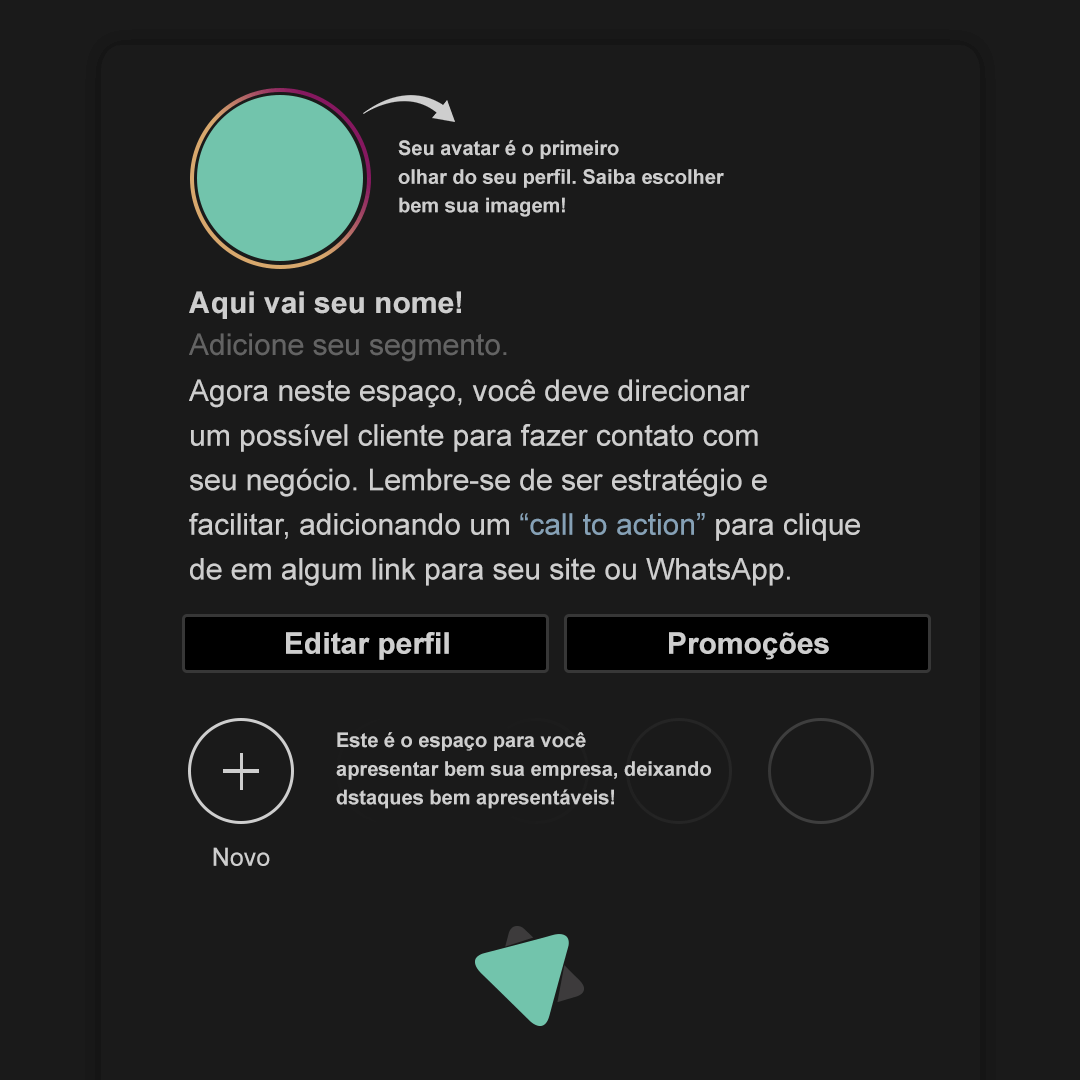 Seu avatar é o primeiro
olhar do seu perfil. Saiba escolher
bem sua imagem!
Aqui vai seu nome!
Adicione seu segmento.
Agora neste espaço, você deve direcionar
um possível cliente para fazer contato com
seu negócio. Lembre-se de ser estratégio e
facilitar, adicionando um “call to action” para clique
de em algum link para seu site ou WhatsApp.
Editar perfil
Promoções
Este é o espaço para você
apresentar bem sua empresa, deixando
dstaques bem apresentáveis!
Novo